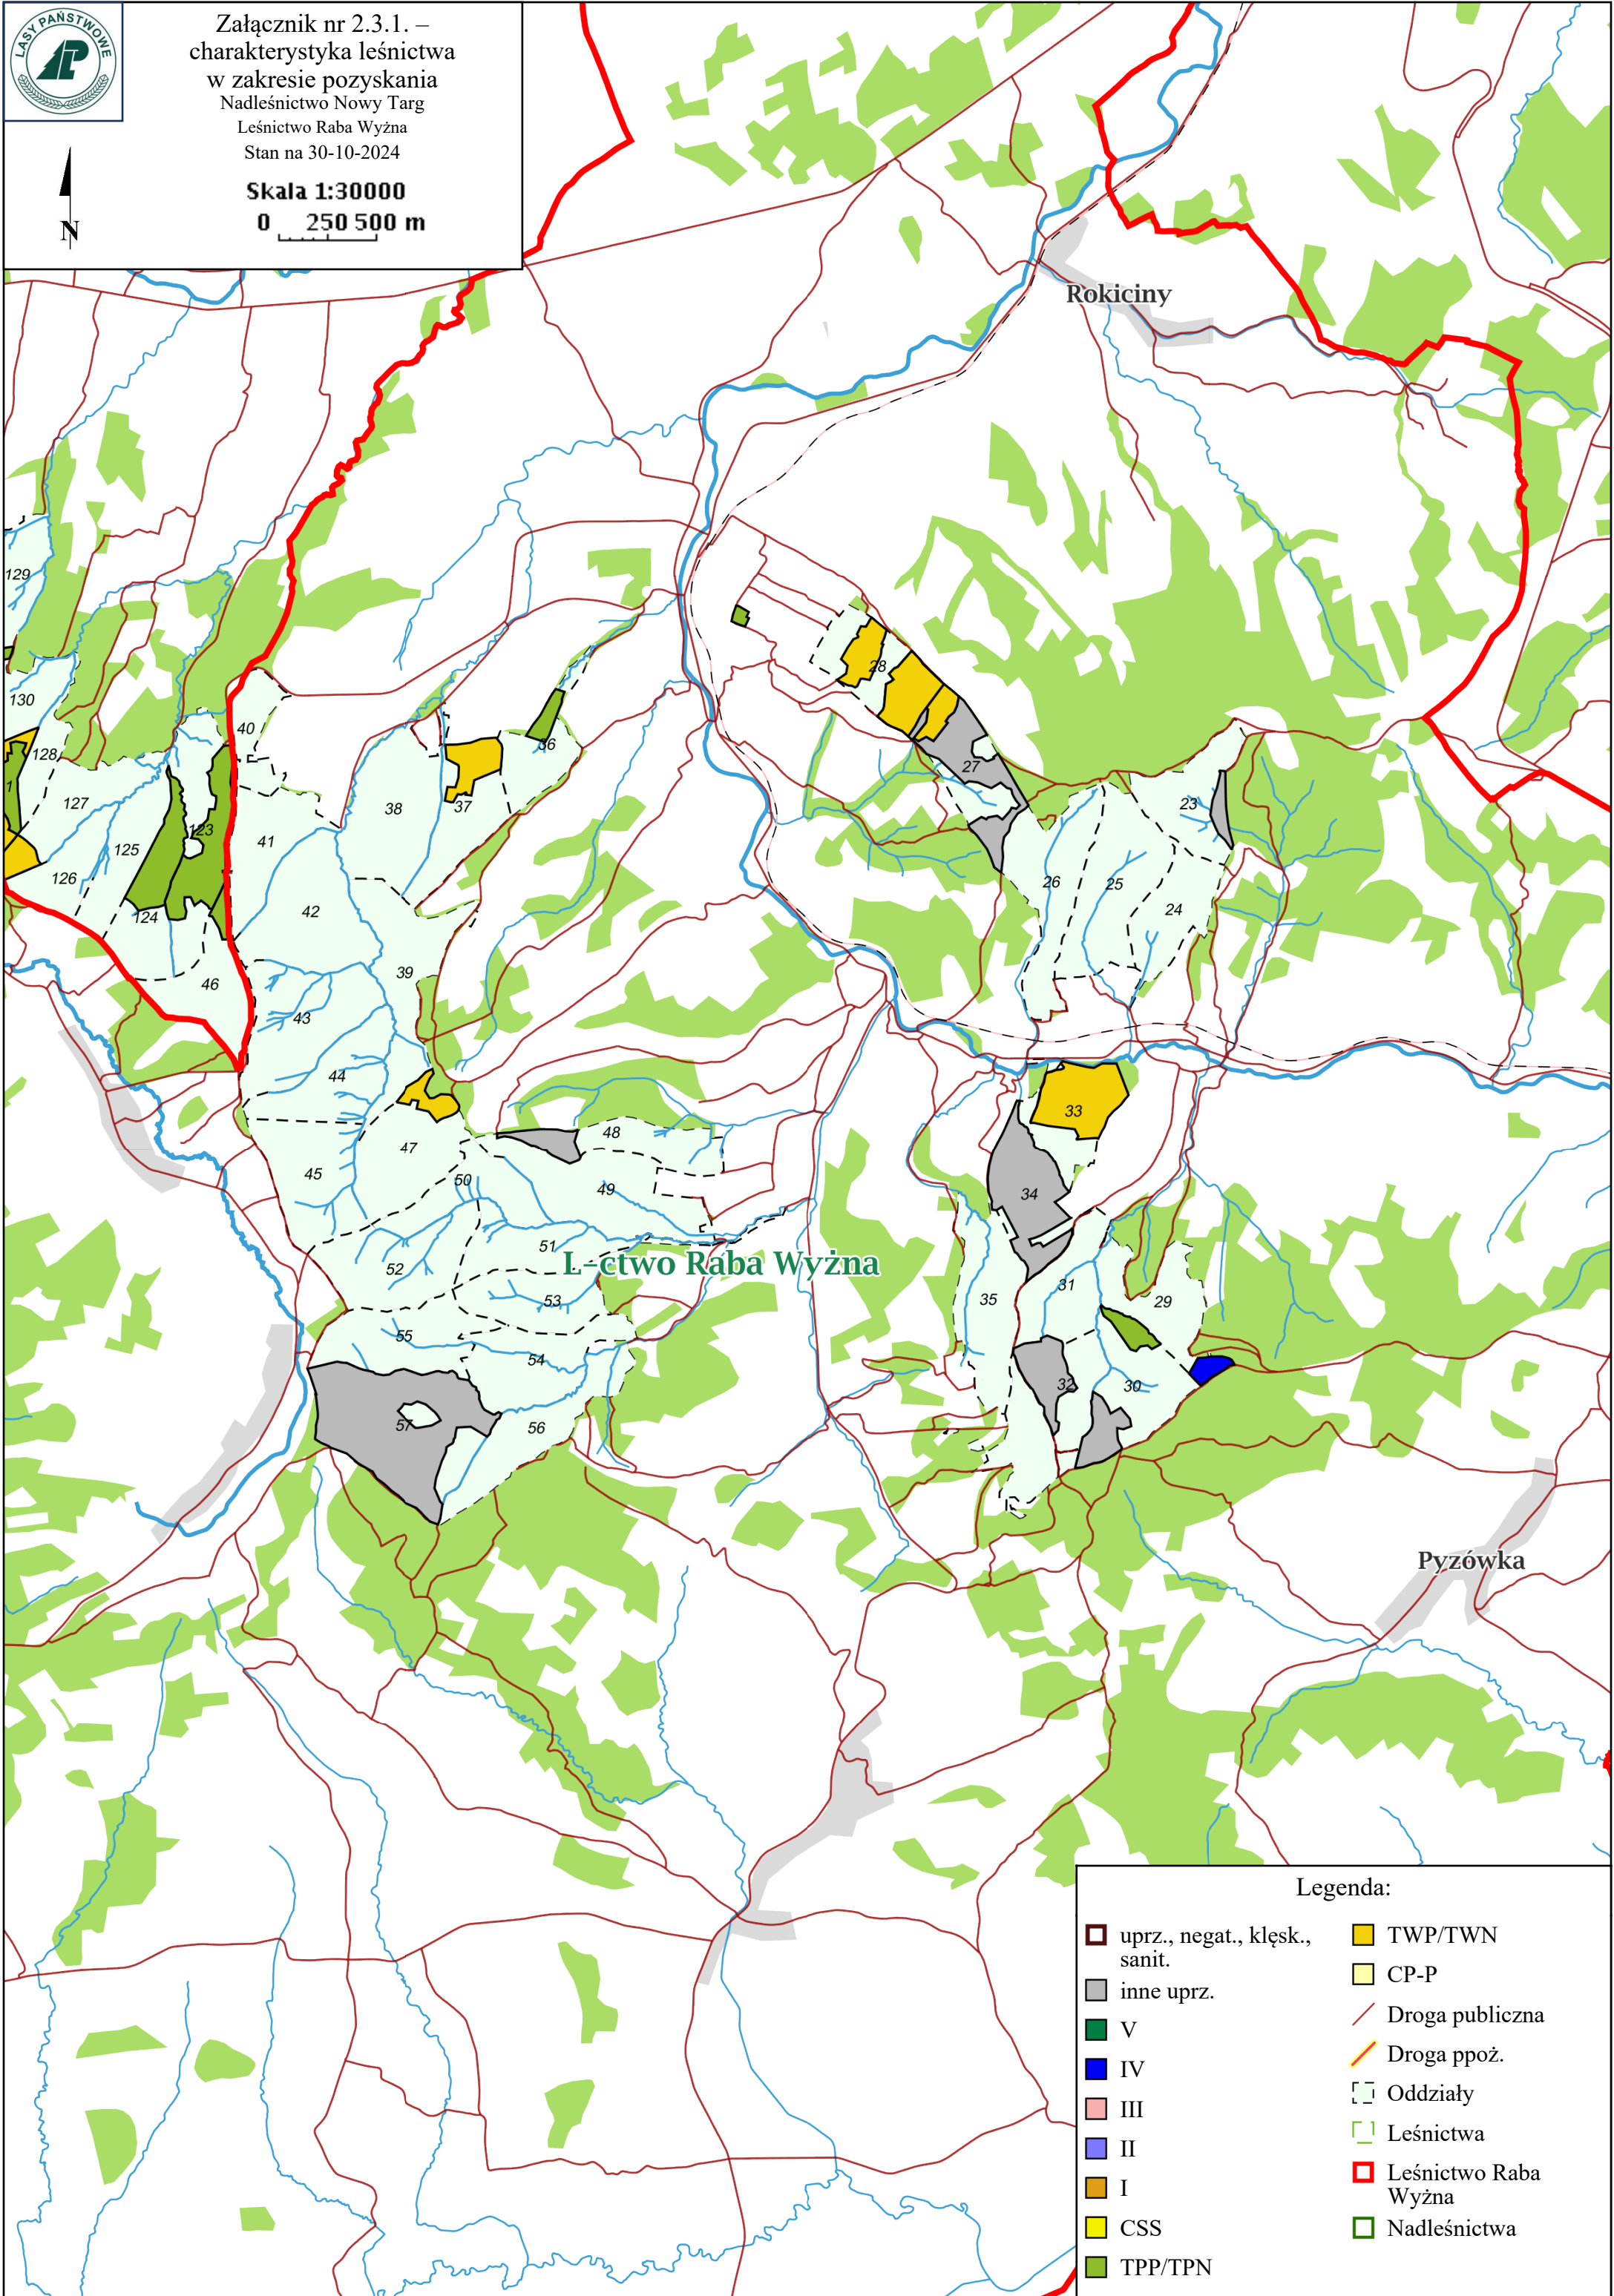 LASY PAŃSTWOWE
Załącznik nr 2.3.1. –
charakterystyka leśnictwa
w zakresie pozyskania
Nadleśnictwo Nowy Targ
Leśnictwo Raba Wyżna
Stan na 30-10-2024
Skala 1:30000
0 250 500 m
N
Rokiciny
129
130
128
1
127
126
125
124
123
46
40
41
42
38
37
36
39
43
44
45
47
48
49
50
51
52
53
54
55
56
57
28
27
26
25
24
23
33
34
35
31
29
32
30
L-ctwo Raba Wyżna
Pyzówka
Legenda:
uprz., negat., klęsk.,
sanit.
inne uprz.
V
IV
III
II
I
CSS
TPP/TPN
TWP/TWN
CP-P
Droga publiczna
Droga ppoż.
Oddziały
Leśnictwa
Leśnictwo Raba
Wyżna
Nadleśnictwa